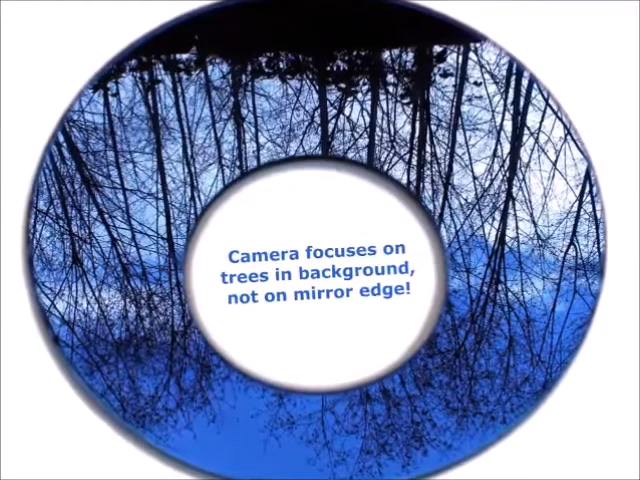 Camera focuses on
trees in background,
not on mirror edge!